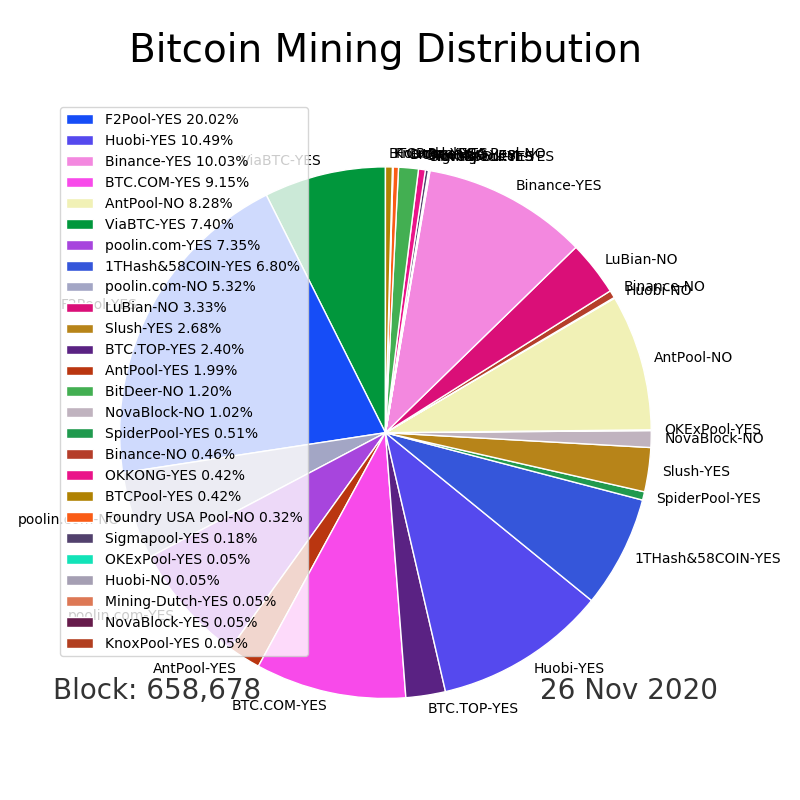 Bitcoin Mining Distribution
F2Pool-YES 20.02%
Huobi-YES 10.49%
Binance-YES 10.03%
BTC.COM-YES 9.15%
AntPool-NO 8.28%
ViaBTC-YES 7.40%
poolin.com-YES 7.35%
1THash&58COIN-YES 6.80%
poolin.com-NO 5.32%
LuBian-NO 3.33%
Slush-YES 2.68%
BTC.TOP-YES 2.40%
AntPool-YES 1.99%
BitDeer-NO 1.20%
NovaBlock-NO 1.02%
SpiderPool-YES 0.51%
Binance-NO 0.46%
OKKONG-YES 0.42%
BTCPool-YES 0.42%
Foundry USA Pool-NO 0.32%
Sigmapool-YES 0.18%
OKExPool-YES 0.05%
Huobi-NO 0.05%
Mining-Dutch-YES 0.05%
NovaBlock-YES 0.05%
KnoxPool-YES 0.05%
ViaBTC-YES
F2Pool-YES
poolin.com-NO
poolin.com-YES
AntPool-YES
BTC.COM-YES
BTC.TOP-YES
Huobi-YES
1THash&58COIN-YES
SpiderPool-YES
Slush-YES
NovaBlock-NO
OKExPool-YES
AntPool-NO
Huobi-NO
Binance-NO
LuBian-NO
Binance-YES
Block: 658,678
26 Nov 2020